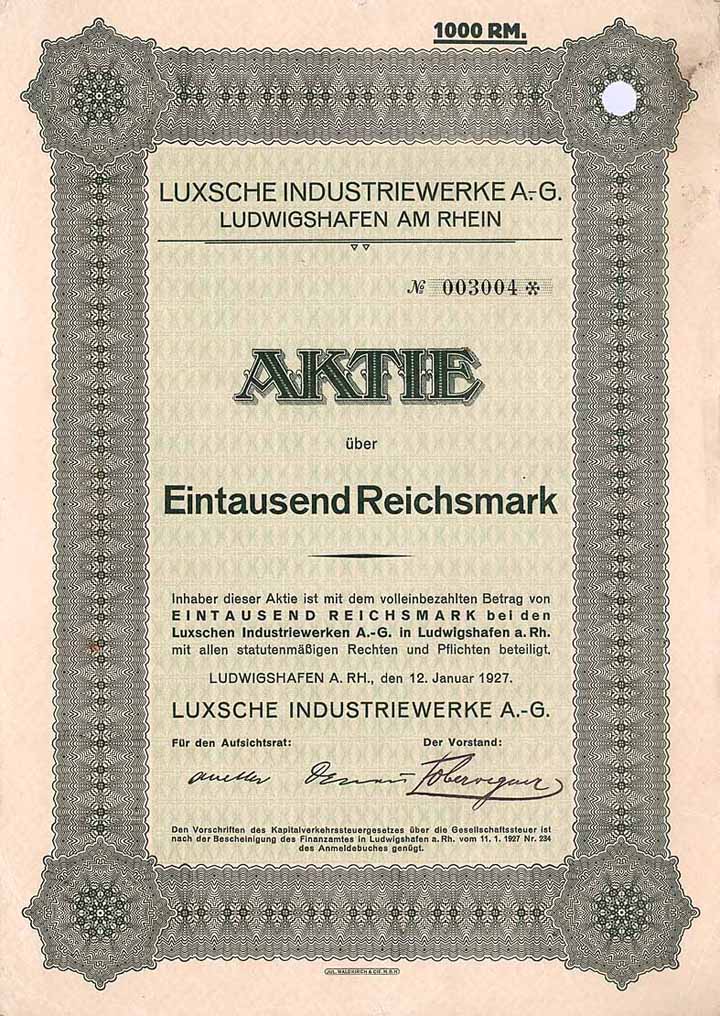 1000 RM.
LUXSCHE INDUSTRIEWERKE A.-G.
LUDWIGSHAFEN AM RHEIN
№ 003004 ✻
AKTIE
über
Eintausend Reichsmark
Inhaber dieser Aktie ist mit dem volleinbezahlten Betrag von
EINTAUSEND REICHSMARK bei den
Luxschen Industriewerken A.-G. in Ludwigshafen a. Rh.
mit allen statutenmäßigen Rechten und Pflichten beteiligt.
LUDWIGSHAFEN A. RH., den 12. Januar 1927.
LUXSCHE INDUSTRIEWERKE A.-G.
Für den Aufsichtsrat: Der Vorstand:
Den Vorschriften des Kapitalverkehrssteuergesetzes über die Gesellschaftssteuer ist
nach der Bescheinigung des Finanzamtes in Ludwigshafen a. Rh. vom 11. 1. 1927 Nr. 234
des Anmeldebuches genügt.
JUL. WALDKIRCH & CIE. M.B.H